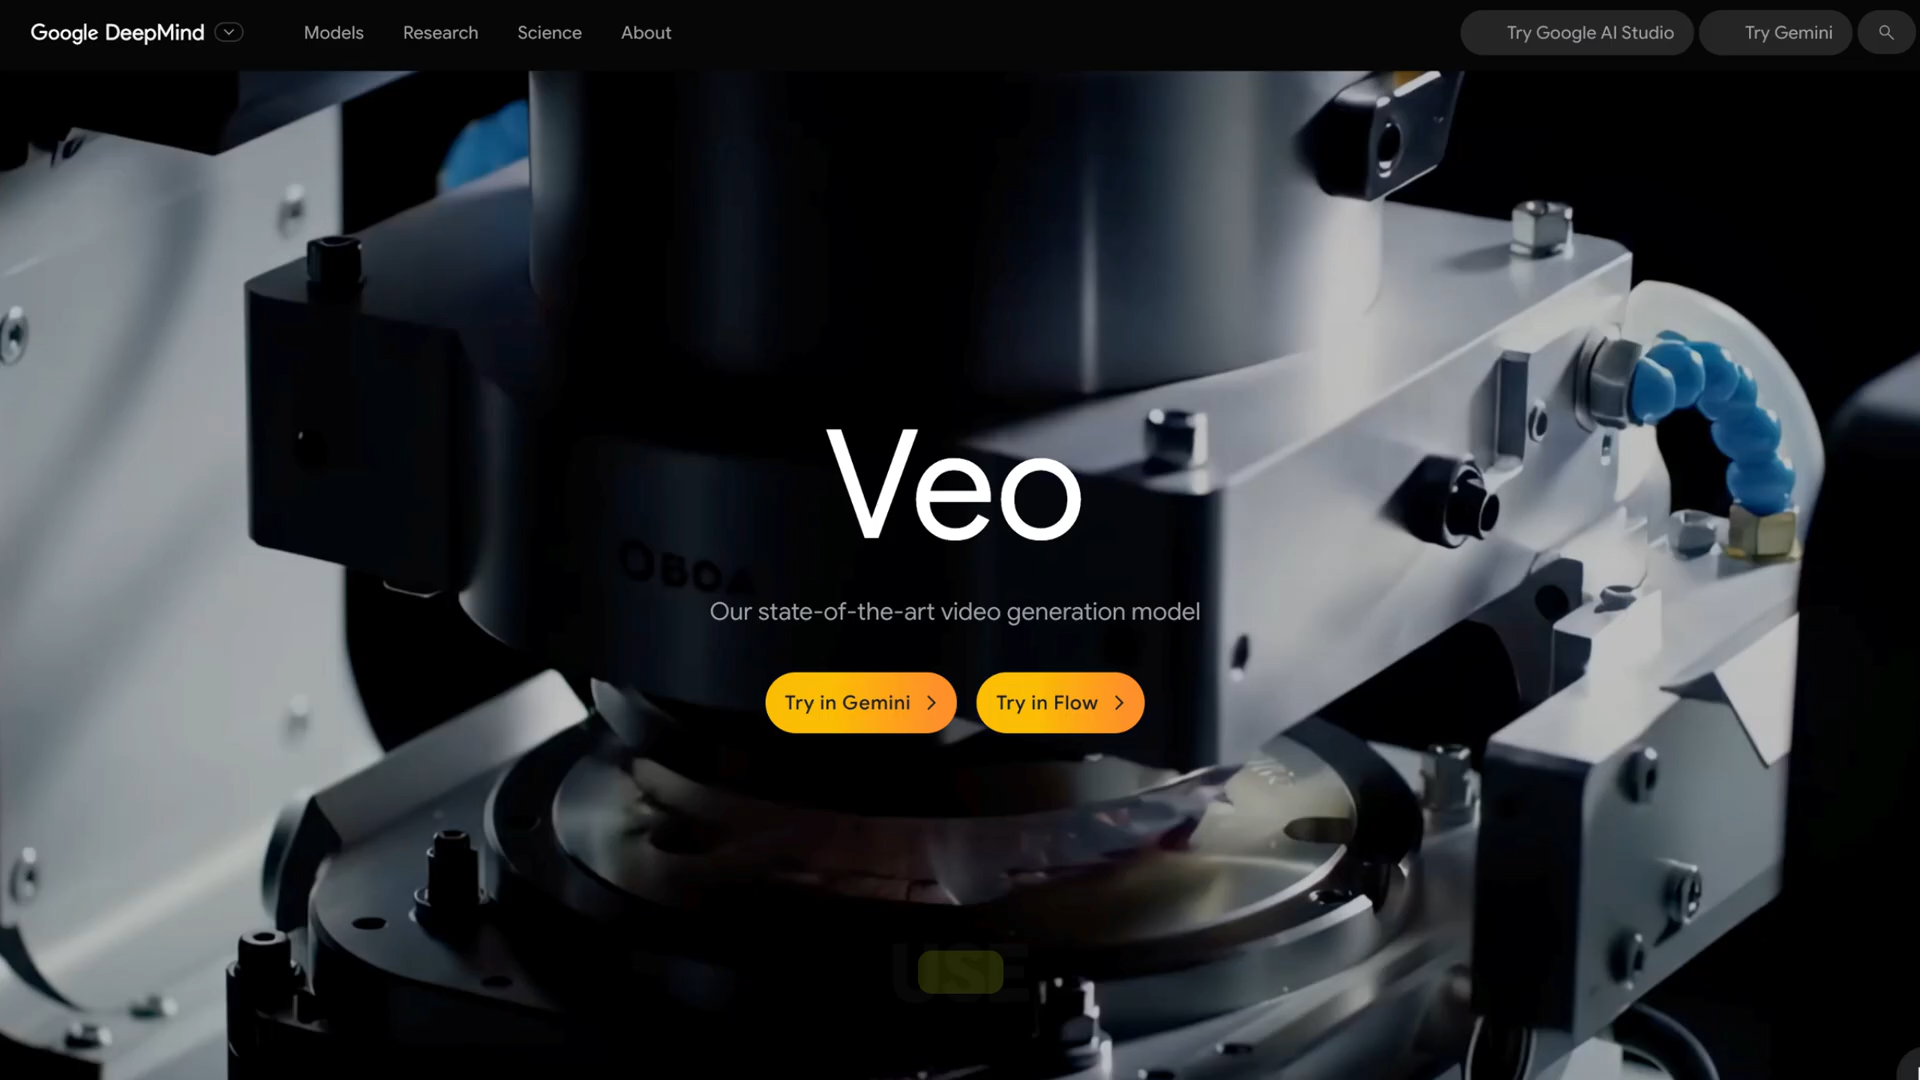 Google DeepMind
Models
Research
Science
About
Try Google AI Studio
Try Gemini
Veo
Our state-of-the-art video generation model
Try in Gemini
Try in Flow
USE